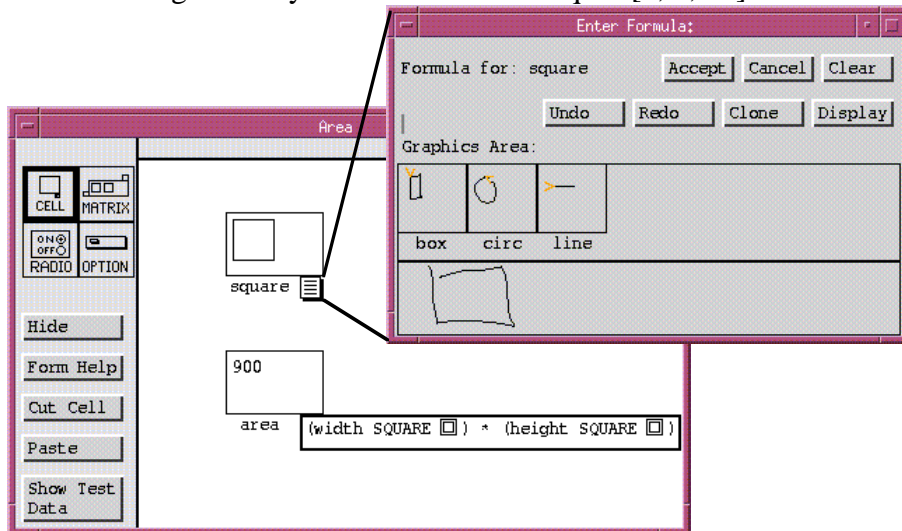 Enter Formula:
Formula for: square
Accept Cancel Clear
Undo Redo Clone Display
Graphics Area:
box circ line
Area
CELL MATRIX
ON
OFF
RADIO OPTION
square
Hide
Form Help
900
Cut Cell
area
(width SQUARE ) * (height SQUARE )
Paste
Show Test
Data